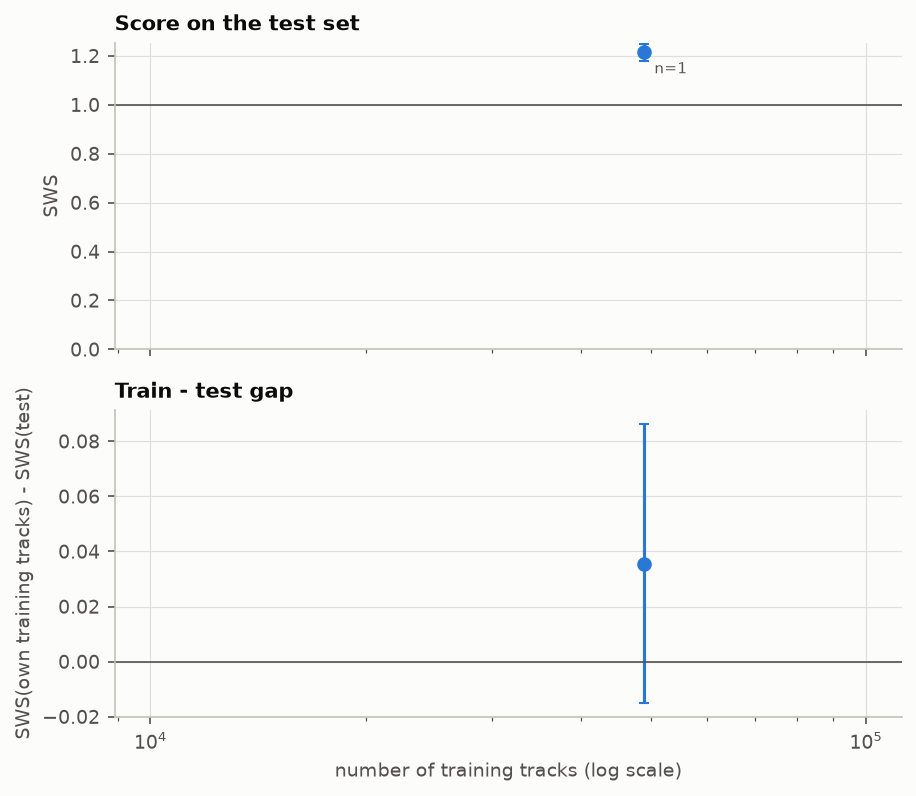 Score on the test set
1.2
1.0
0.8
0.6
0.4
0.2
0.0
SWS
n=1
Train - test gap
0.08
0.06
0.04
0.02
0.00
−0.02
SWS(own training tracks) - SWS(test)
10⁴
10⁵
number of training tracks (log scale)